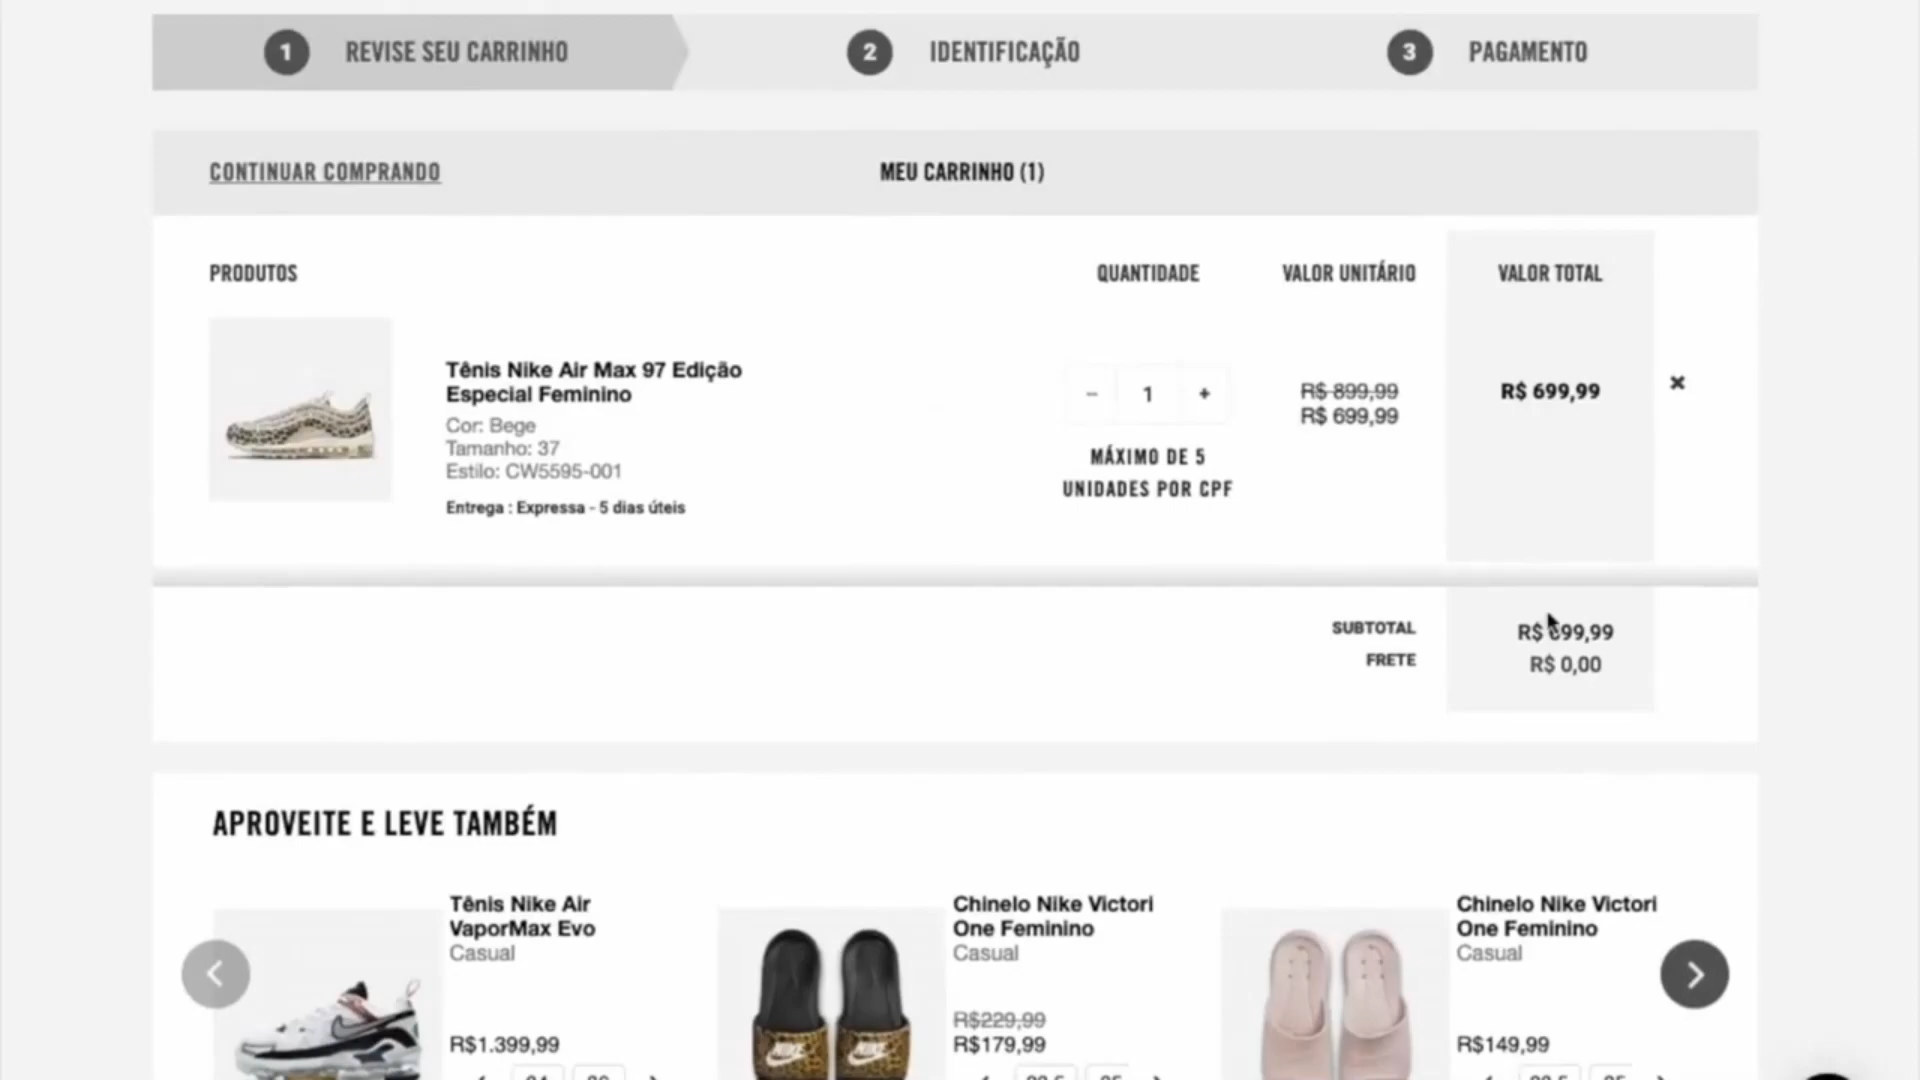 1 REVISE SEU CARRINHO
2 IDENTIFICAÇÃO
3 PAGAMENTO
CONTINUAR COMPRANDO
MEU CARRINHO (1)
PRODUTOS
QUANTIDADE
VALOR UNITÁRIO
VALOR TOTAL
Tênis Nike Air Max 97 Edição
Especial Feminino
Cor: Bege
Tamanho: 37
Estilo: CW5595-001
Entrega : Expressa - 5 dias úteis
− 1 +
MÁXIMO DE 5
UNIDADES POR CPF
R$ 899,99
R$ 699,99
R$ 699,99
SUBTOTAL
R$ 699,99
FRETE
R$ 0,00
APROVEITE E LEVE TAMBÉM
Tênis Nike Air
VaporMax Evo
Casual
R$1.399,99
Chinelo Nike Victori
One Feminino
Casual
R$229,99
R$179,99
NIKE NIKE
Chinelo Nike Victori
One Feminino
Casual
R$149,99